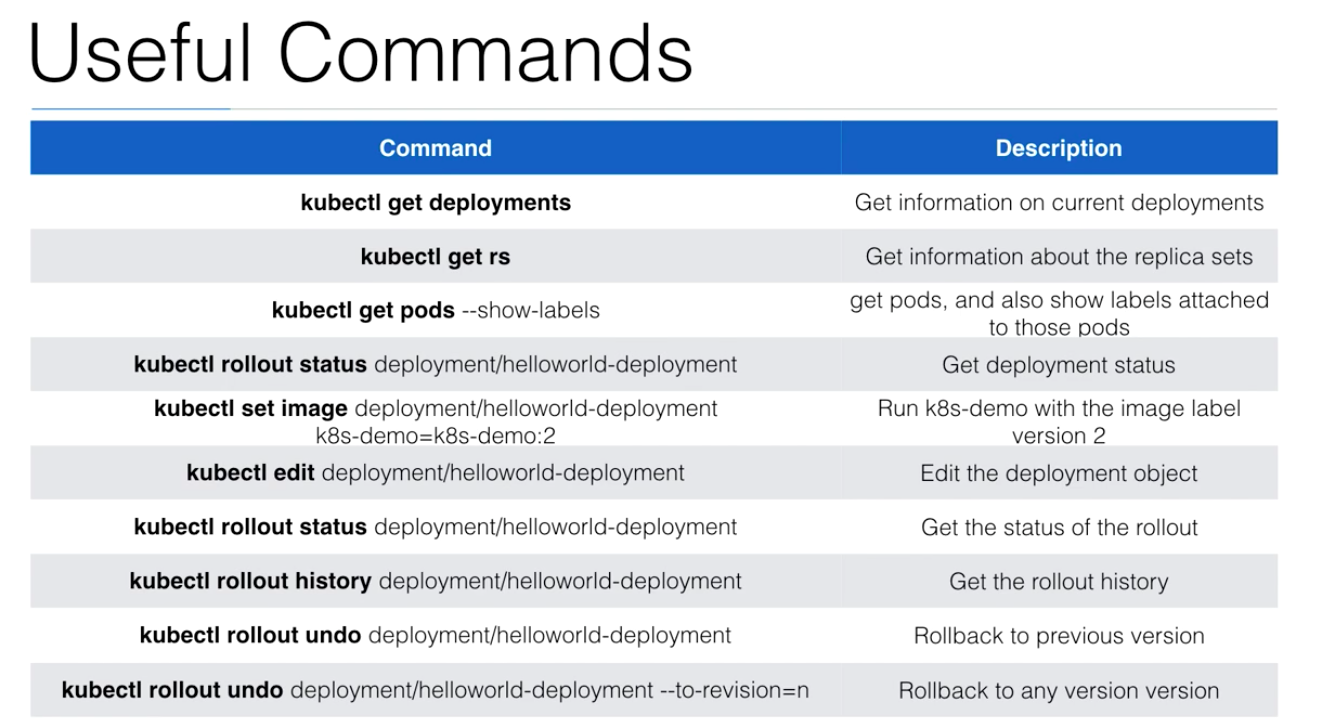 Useful Commands
Command Description
kubectl get deployments Get information on current deployments
kubectl get rs Get information about the replica sets
kubectl get pods --show-labels get pods, and also show labels attached
to those pods
kubectl rollout status deployment/helloworld-deployment Get deployment status
kubectl set image deployment/helloworld-deployment
k8s-demo=k8s-demo:2
Run k8s-demo with the image label
version 2
kubectl edit deployment/helloworld-deployment Edit the deployment object
kubectl rollout status deployment/helloworld-deployment Get the status of the rollout
kubectl rollout history deployment/helloworld-deployment Get the rollout history
kubectl rollout undo deployment/helloworld-deployment Rollback to previous version
kubectl rollout undo deployment/helloworld-deployment --to-revision=n Rollback to any version version